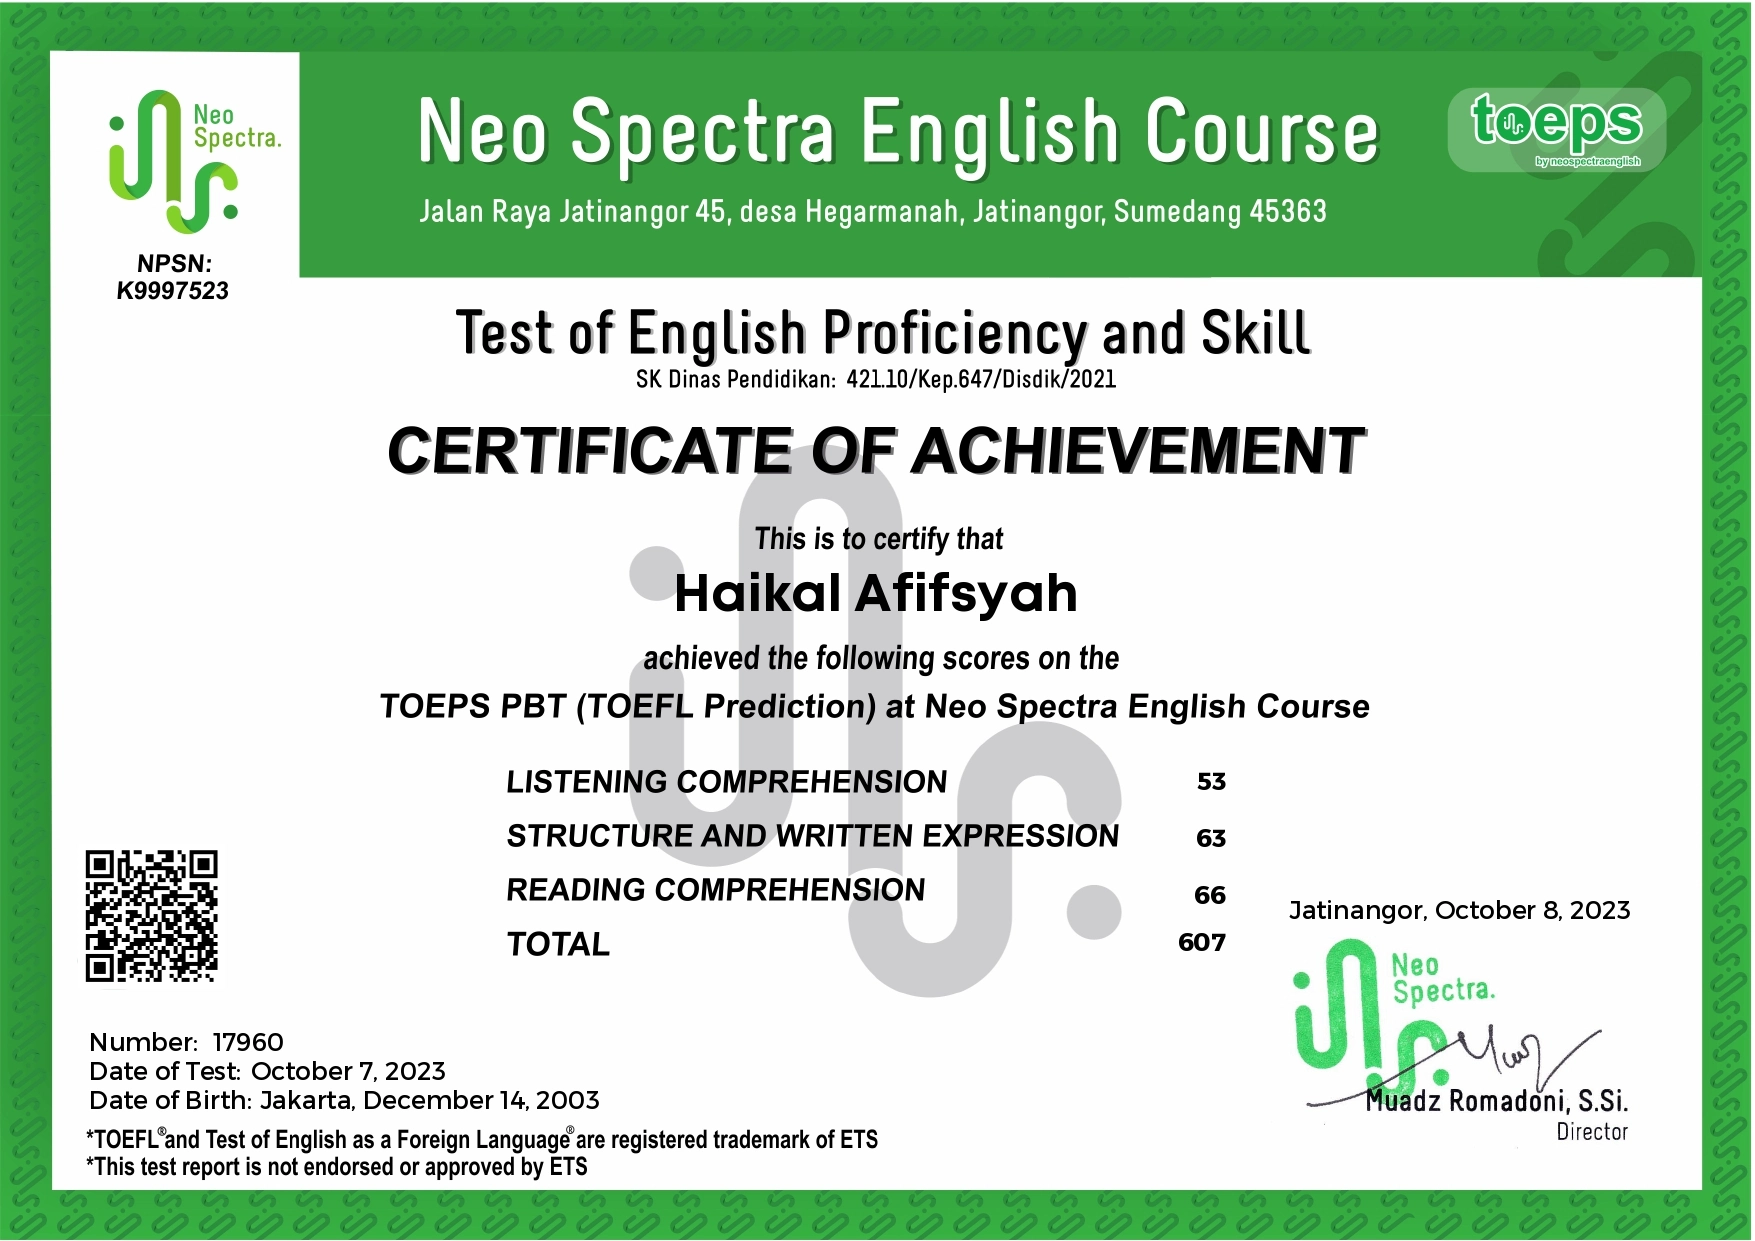 Neo
Spectra.
NPSN:
K9997523
Neo Spectra English Course
Jalan Raya Jatinangor 45, desa Hegarmanah, Jatinangor, Sumedang 45363
toeps
by neospectraenglish
Test of English Proficiency and Skill
SK Dinas Pendidikan: 421.10/Kep.647/Disdik/2021
CERTIFICATE OF ACHIEVEMENT
This is to certify that
Haikal Afifsyah
achieved the following scores on the
TOEPS PBT (TOEFL Prediction) at Neo Spectra English Course
LISTENING COMPREHENSION 53
STRUCTURE AND WRITTEN EXPRESSION 63
READING COMPREHENSION 66
TOTAL 607
Jatinangor, October 8, 2023
Neo
Spectra.
Muadz Romadoni, S.Si.
Director
Number: 17960
Date of Test: October 7, 2023
Date of Birth: Jakarta, December 14, 2003
*TOEFL® and Test of English as a Foreign Language® are registered trademark of ETS
*This test report is not endorsed or approved by ETS